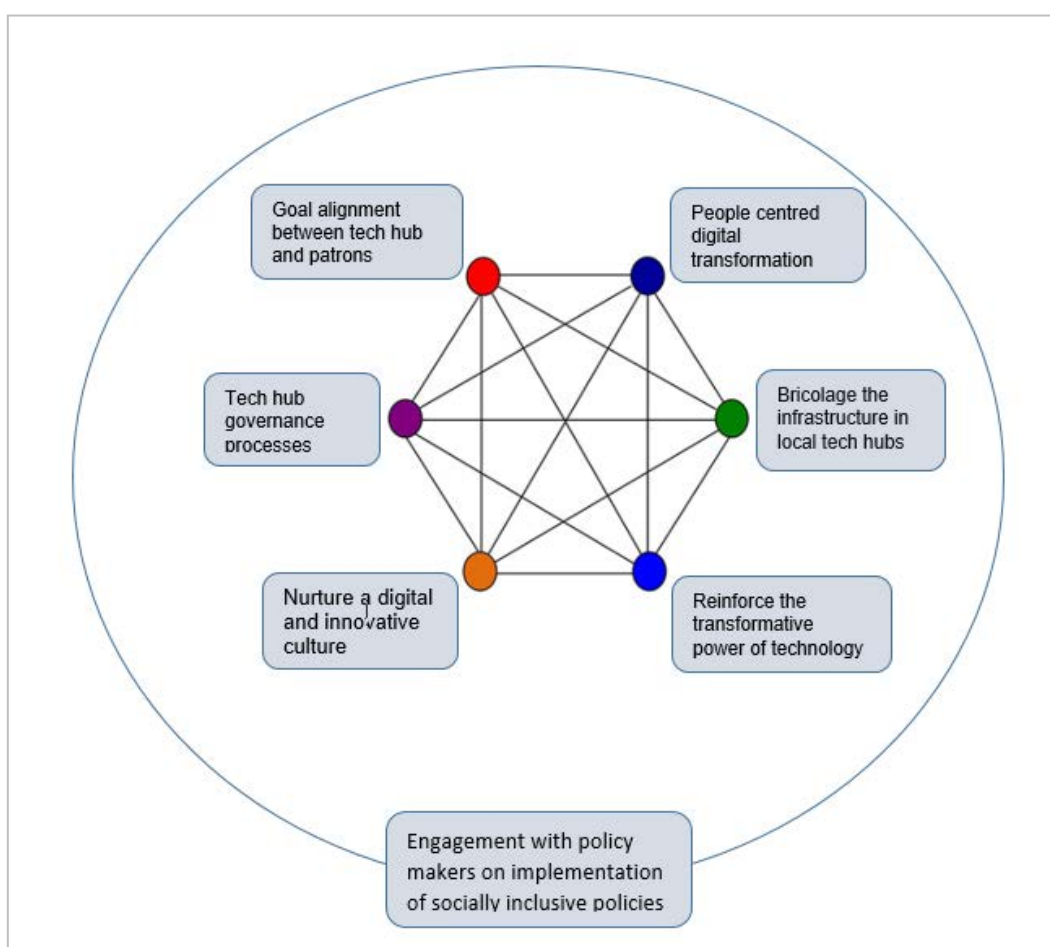 Goal alignment
between tech hub
and patrons
People centred
digital
transformation
Tech hub
governance
processes
Bricolage the
infrastructure in
local tech hubs
Nurture a digital
and innovative
culture
Reinforce the
transformative
power of technology
Engagement with policy
makers on implementation
of socially inclusive policies